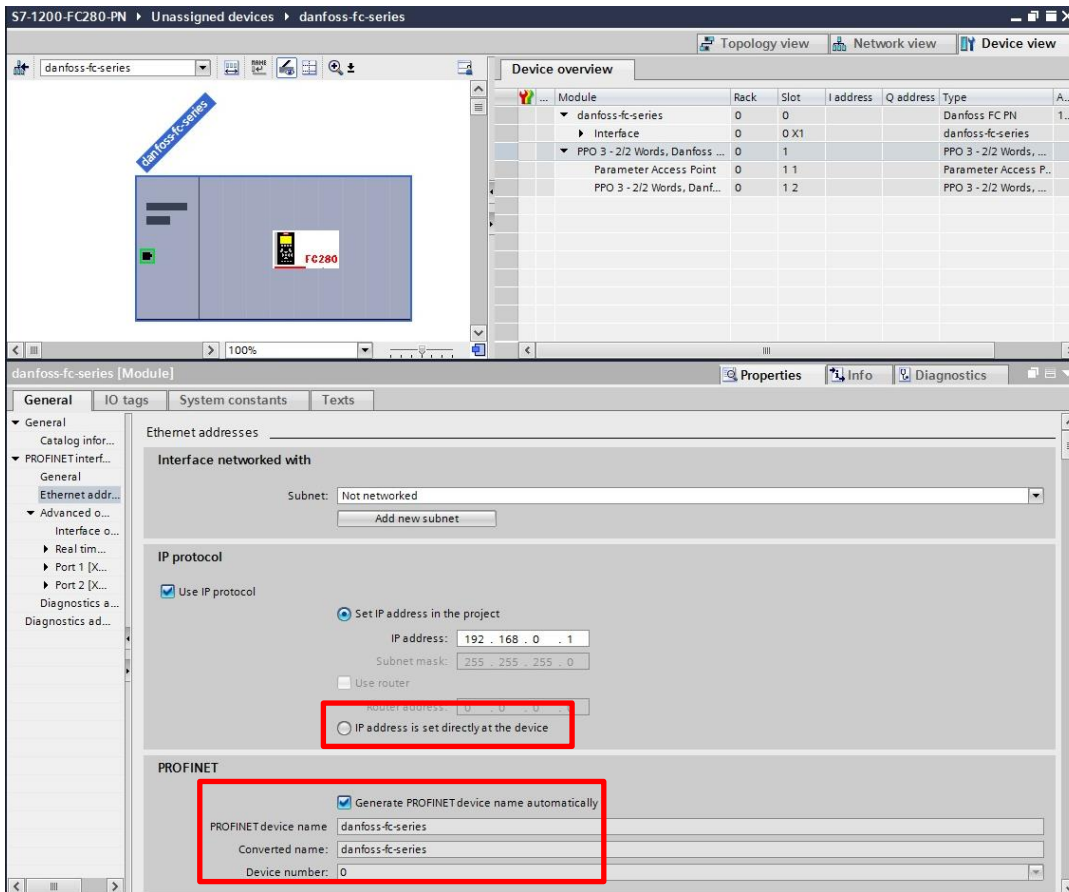 S7-1200-FC280-PN ▸ Unassigned devices ▸ danfoss-fc-series
Topology view Network view Device view
danfoss-fc-series
Device overview
... Module Rack Slot I address Q address Type A..
danfoss-fc-series 0 0 Danfoss FC PN 1..
Interface 0 0 X1 danfoss-fc-series
PPO 3 - 2/2 Words, Danfoss ... 0 1 PPO 3 - 2/2 Words, ...
Parameter Access Point 0 1 1 Parameter Access P..
PPO 3 - 2/2 Words, Danf... 0 1 2 PPO 3 - 2/2 Words, ...
danfoss-fc-series
FC280
100%
danfoss-fc-series [Module]
Properties Info Diagnostics
General IO tags System constants Texts
General
Catalog infor...
PROFINET interf...
General
Ethernet addr...
Advanced o...
Interface o...
Real tim...
Port 1 [X...
Port 2 [X...
Diagnostics a...
Diagnostics ad...
Ethernet addresses
Interface networked with
Subnet: Not networked
Add new subnet
IP protocol
Use IP protocol
Set IP address in the project
IP address: 192 . 168 . 0 . 1
Subnet mask: 255 . 255 . 255 . 0
Use router
Router address: 0 . 0 . 0 . 0
IP address is set directly at the device
PROFINET
Generate PROFINET device name automatically
PROFINET device name danfoss-fc-series
Converted name: danfoss-fc-series
Device number: 0